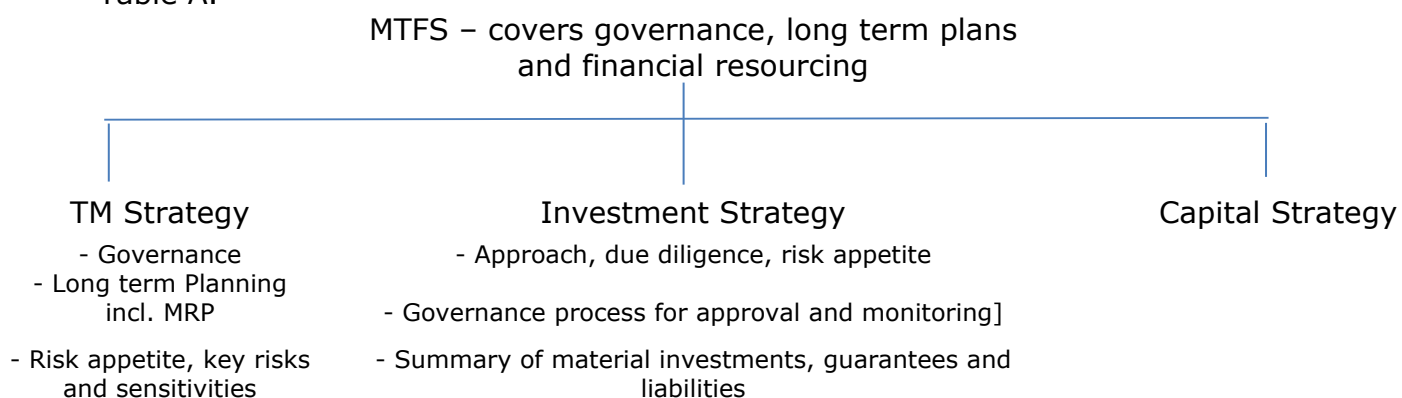 Table A:
MTFS – covers governance, long term plans
and financial resourcing
TM Strategy
- Governance
- Long term Planning
incl. MRP
- Risk appetite, key risks
and sensitivities
Investment Strategy
- Approach, due diligence, risk appetite
- Governance process for approval and monitoring]
- Summary of material investments, guarantees and
liabilities
Capital Strategy